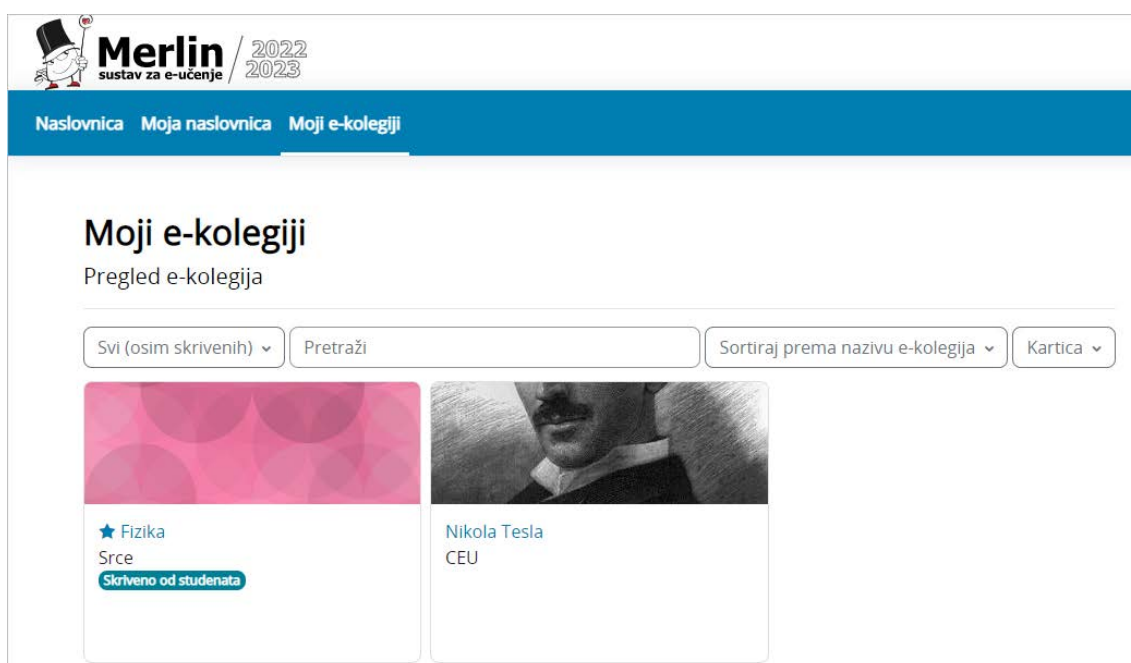 Merlin 2022
sustav za e-učenje 2023
Naslovnica Moja naslovnica Moji e-kolegiji
Moji e-kolegiji
Pregled e-kolegija
Svi (osim skrivenih) Pretraži Sortiraj prema nazivu e-kolegija Kartica
Fizika
Srce
Skriveno od studenata
Nikola Tesla
CEU